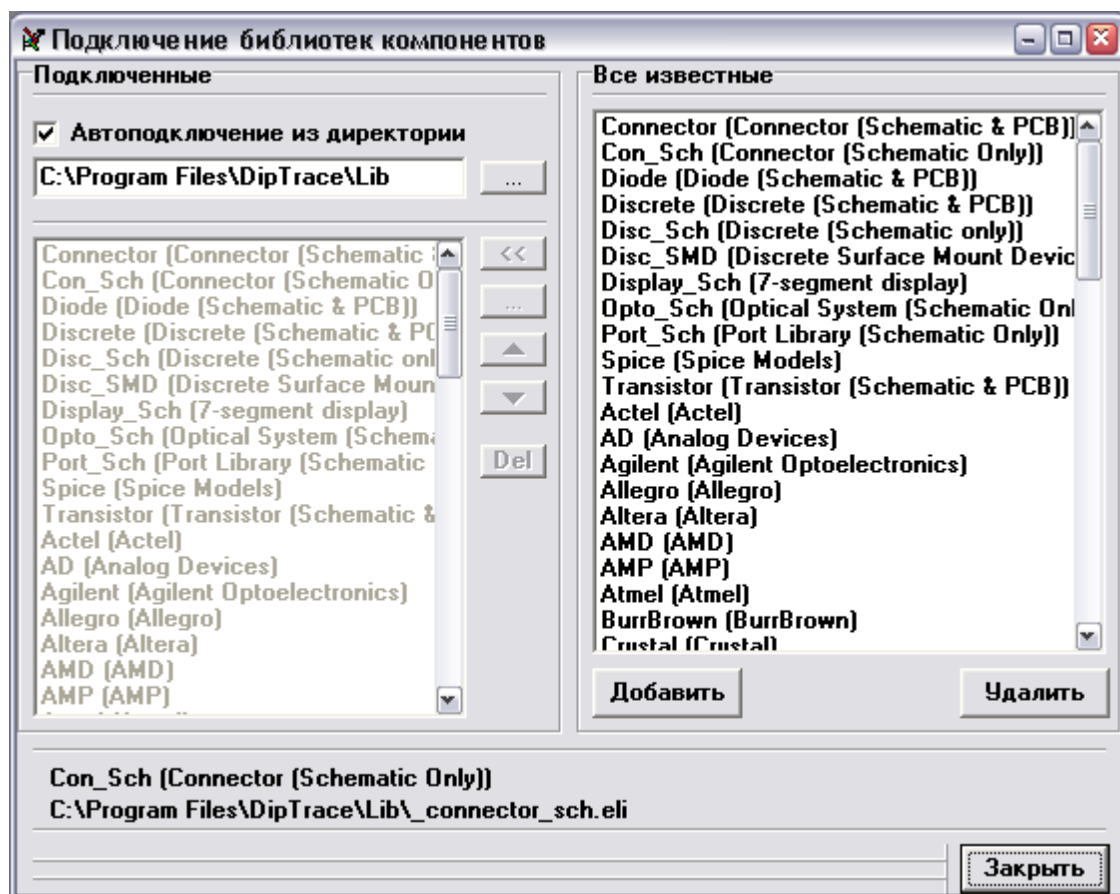 Подключение библиотек компонентов
Подключенные
Автоподключение из директории
C:\Program Files\DipTrace\Lib
...
Connector (Connector (Schematic
Con_Sch (Connector (Schematic O
Diode (Diode (Schematic & PCB))
Discrete (Discrete (Schematic & PC
Disc_Sch (Discrete (Schematic onl
Disc_SMD (Discrete Surface Moun
Display_Sch (7-segment display)
Opto_Sch (Optical System (Schema
Port_Sch (Port Library (Schematic
Spice (Spice Models)
Transistor (Transistor (Schematic &
Actel (Actel)
AD (Analog Devices)
Agilent (Agilent Optoelectronics)
Allegro (Allegro)
Altera (Altera)
AMD (AMD)
AMP (AMP)
<<
...
Del
Все известные
Connector (Connector (Schematic & PCB))
Con_Sch (Connector (Schematic Only))
Diode (Diode (Schematic & PCB))
Discrete (Discrete (Schematic & PCB))
Disc_Sch (Discrete (Schematic only))
Disc_SMD (Discrete Surface Mount Devic
Display_Sch (7-segment display)
Opto_Sch (Optical System (Schematic Onl
Port_Sch (Port Library (Schematic Only))
Spice (Spice Models)
Transistor (Transistor (Schematic & PCB))
Actel (Actel)
AD (Analog Devices)
Agilent (Agilent Optoelectronics)
Allegro (Allegro)
Altera (Altera)
AMD (AMD)
AMP (AMP)
Atmel (Atmel)
BurrBrown (BurrBrown)
Crystal (Crystal)
Добавить
Удалить
Con_Sch (Connector (Schematic Only))
C:\Program Files\DipTrace\Lib\_connector_sch.eli
Закрыть